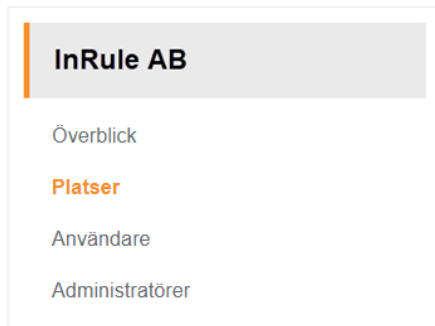 InRule AB
Överblick
Platser
Användare
Administratörer